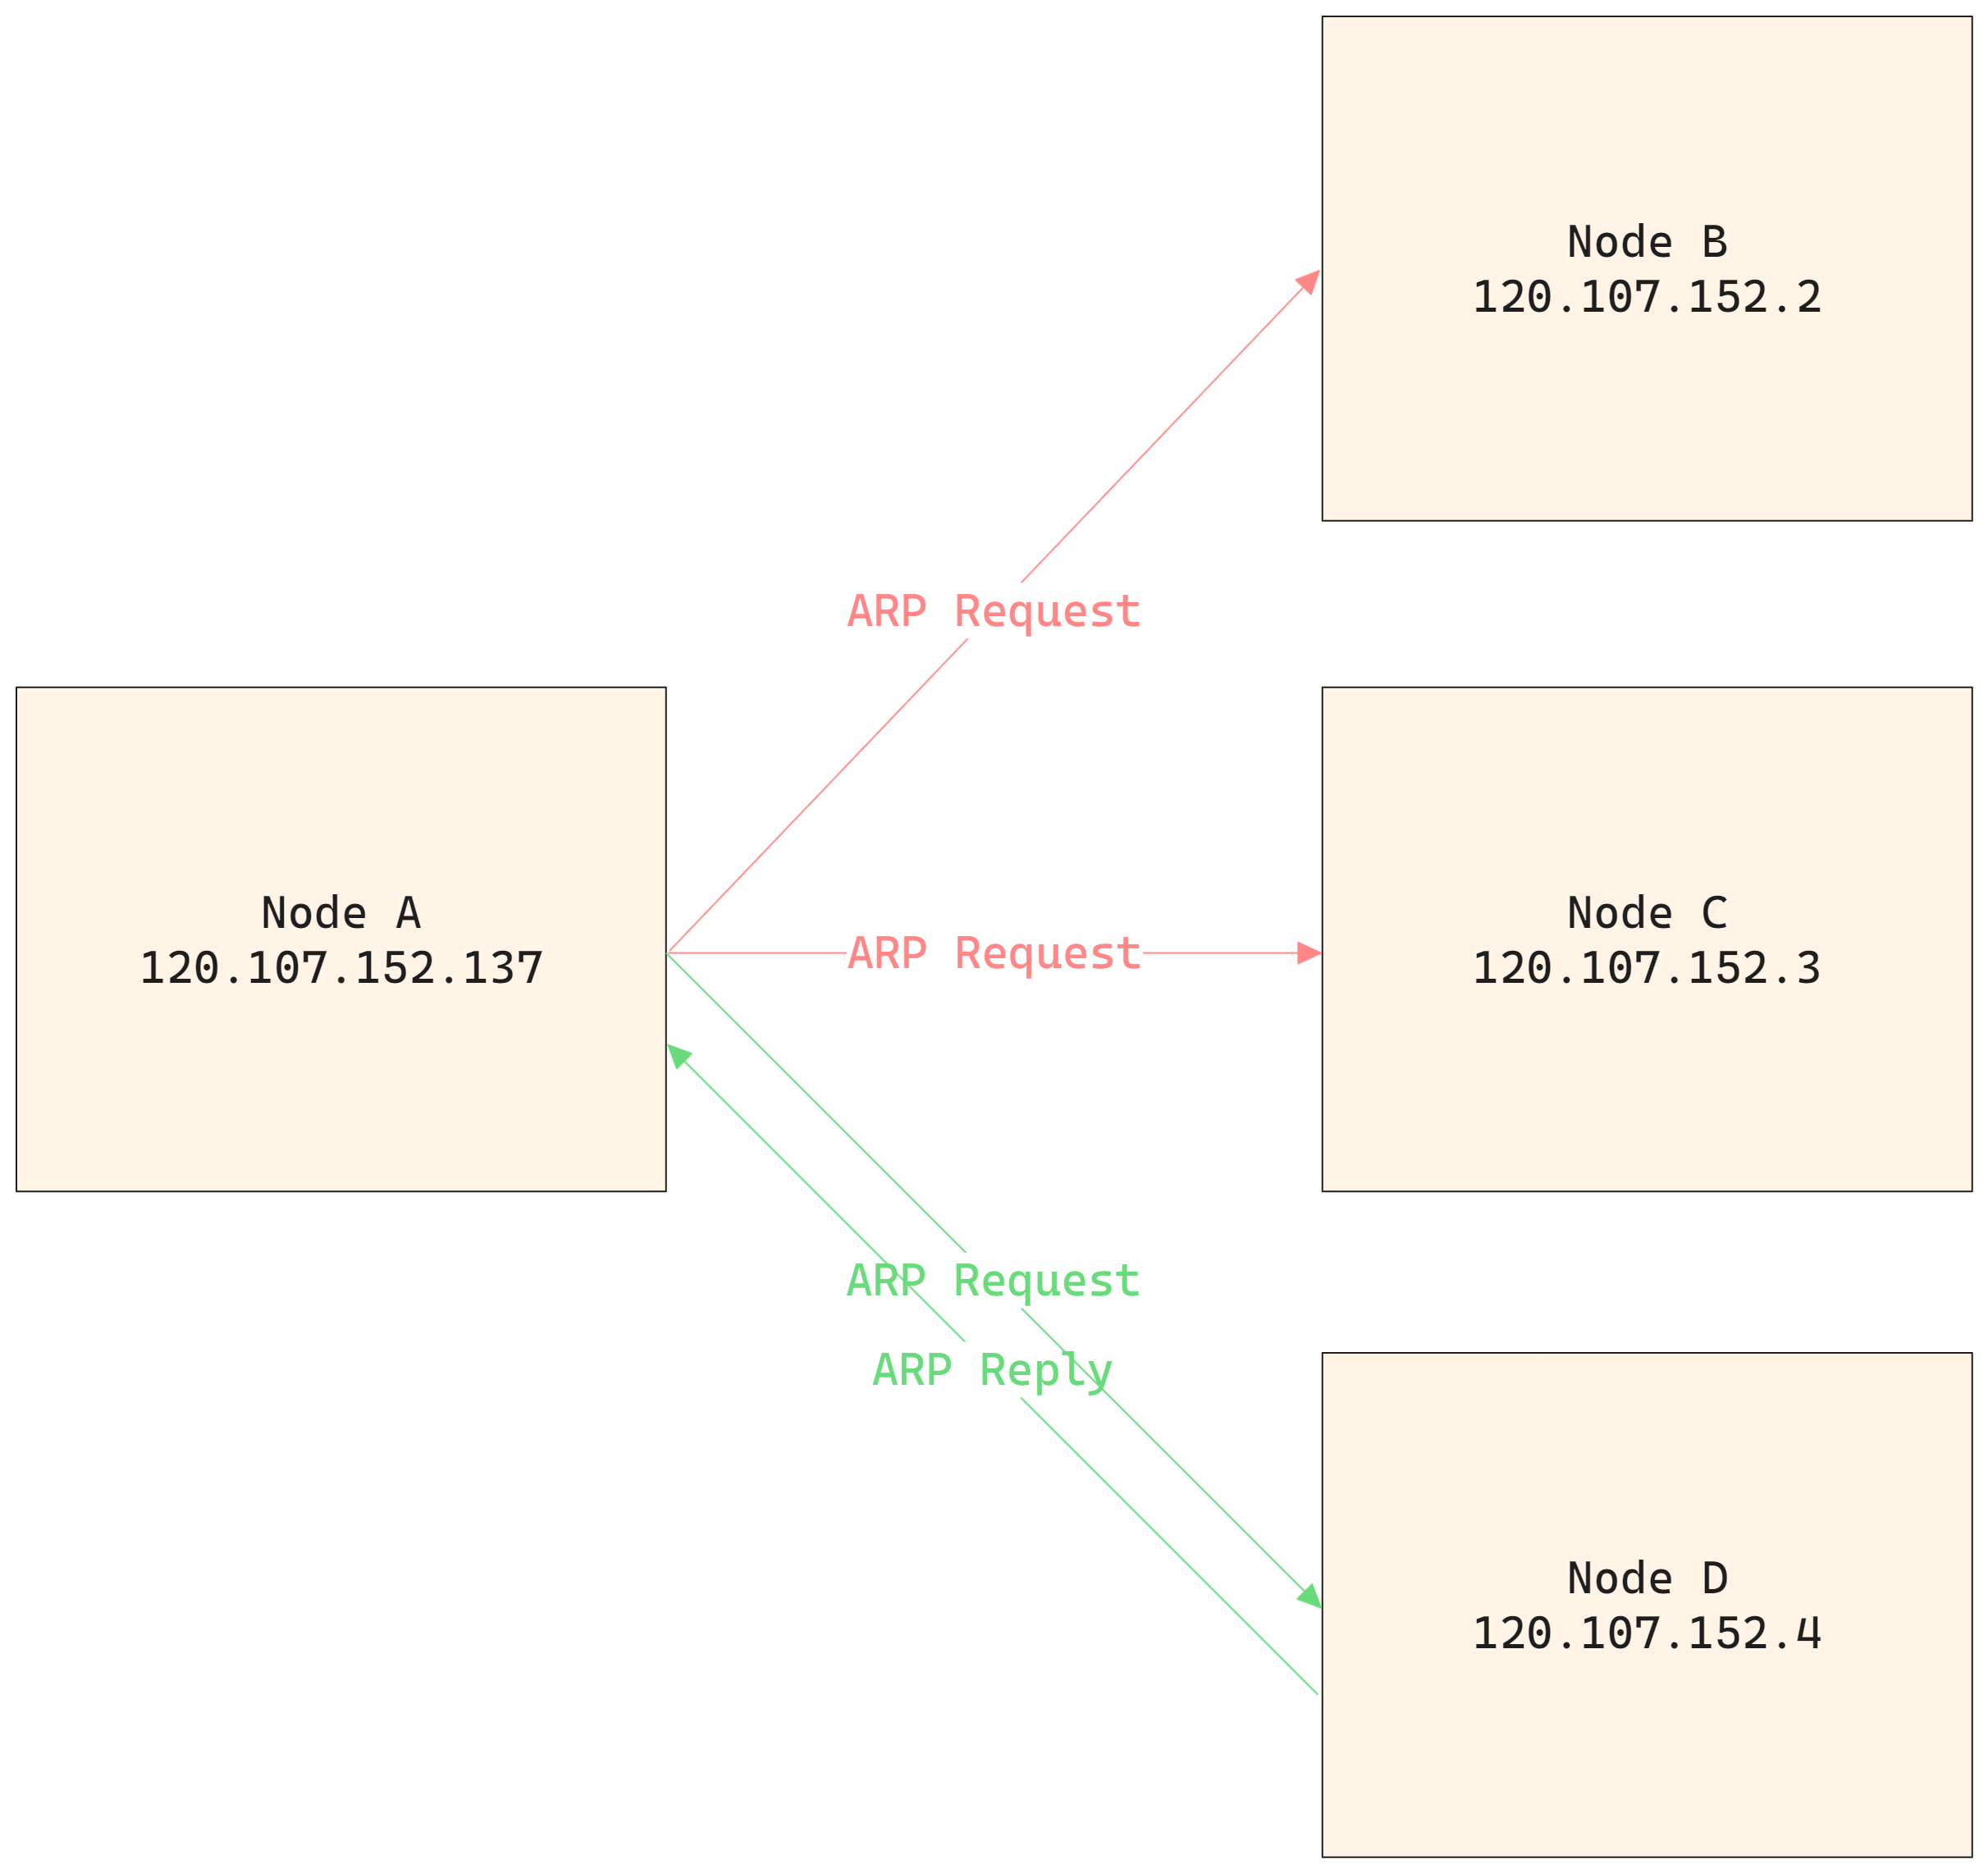 Node B
120.107.152.2
ARP Request
Node A
120.107.152.137
ARP Request
Node C
120.107.152.3
ARP Request
ARP Reply
Node D
120.107.152.4